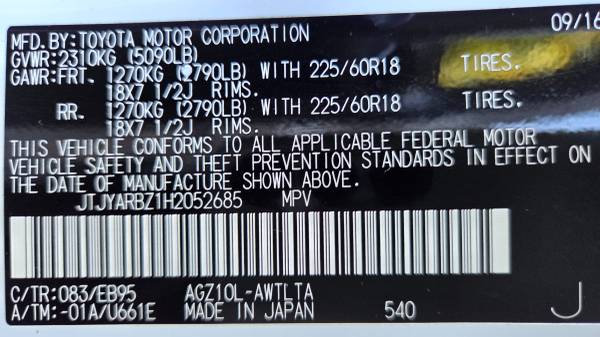 MFD.BY:TOYOTA MOTOR CORPORATION 09/16
GVWR:2310KG (5090LB)
GAWR:FRT. 1270KG (2790LB) WITH 225/60R18 TIRES.
18X7 1/2J RIMS.
RR. 1270KG (2790LB) WITH 225/60R18 TIRES.
18X7 1/2J RIMS.
THIS VEHICLE CONFORMS TO ALL APPLICABLE FEDERAL MOTOR
VEHICLE SAFETY AND THEFT PREVENTION STANDARDS IN EFFECT ON
THE DATE OF MANUFACTURE SHOWN ABOVE.
JTJYARBZ1H2052685 MPV
C/TR:083/EB95 AGZ10L-AWTLTA
A/TM:-01A/U661E MADE IN JAPAN 540 J